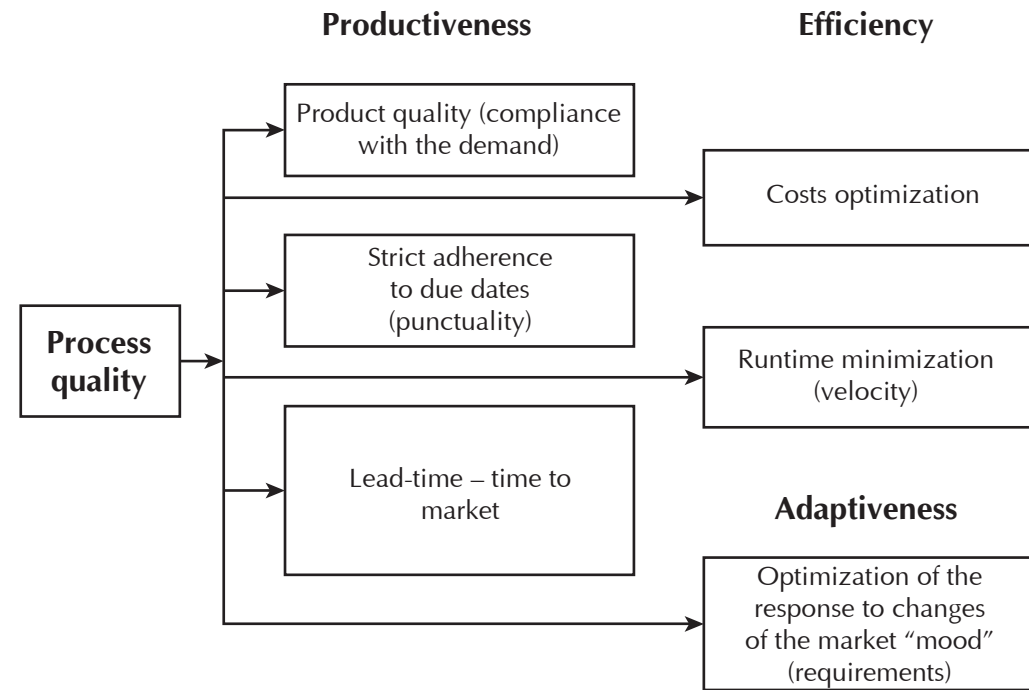 Productiveness
Efficiency
Product quality (compliance
with the demand)
Costs optimization
Strict adherence
to due dates
(punctuality)
Process
quality
Runtime minimization
(velocity)
Lead-time – time to
market
Adaptiveness
Optimization of the
response to changes
of the market “mood”
(requirements)